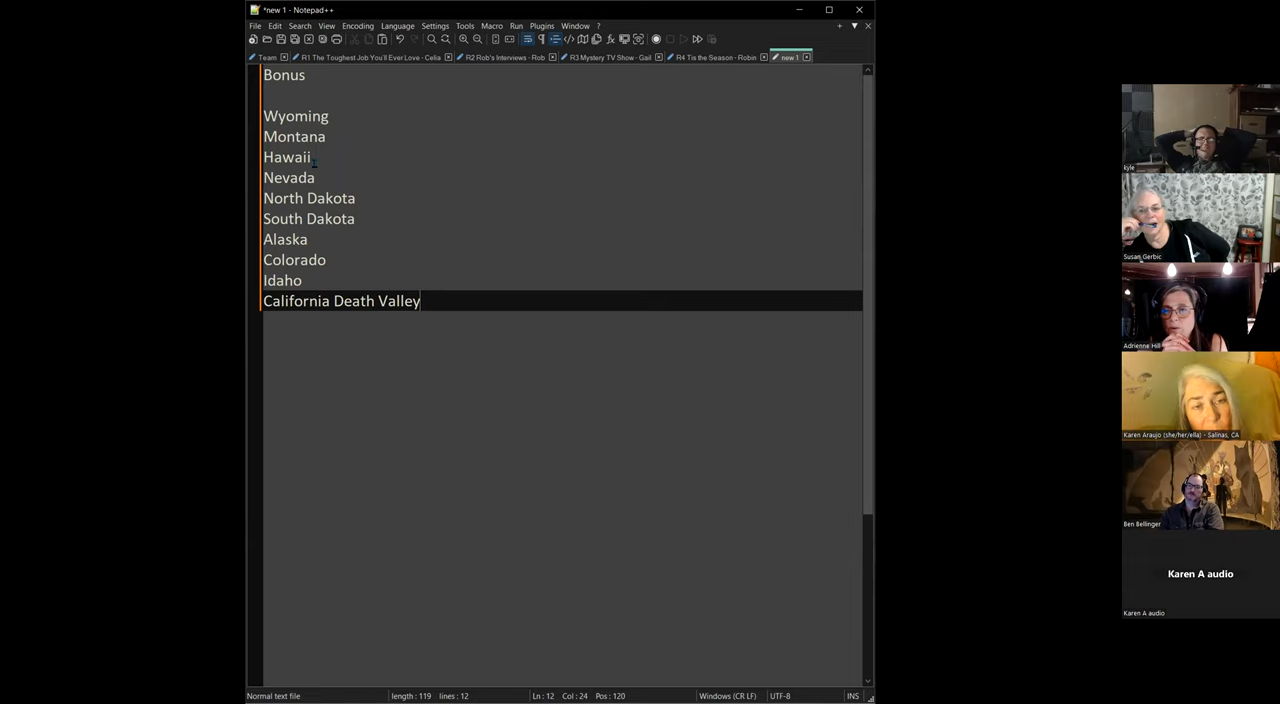 *new 1 - Notepad++
File Edit Search View Encoding Language Settings Tools Macro Run Plugins Window ?
Team R1 The Toughest Job You'll Ever Love - Celia R2 Rob's Interviews - Rob R3 Mystery TV Show - Gail R4 Tis the Season - Robin new 1
Bonus
Wyoming
Montana
Hawaii
Nevada
North Dakota
South Dakota
Alaska
Colorado
Idaho
California Death Valley
Normal text file length : 119 lines : 12 Ln : 12 Col : 24 Pos : 120 Windows (CR LF) UTF-8 INS
kyle
Susan Gerbic
Adrienne Hill
Karen Araujo (she/her/ella) - Salinas, CA
Ben Bellinger
Karen A audio
Karen A audio